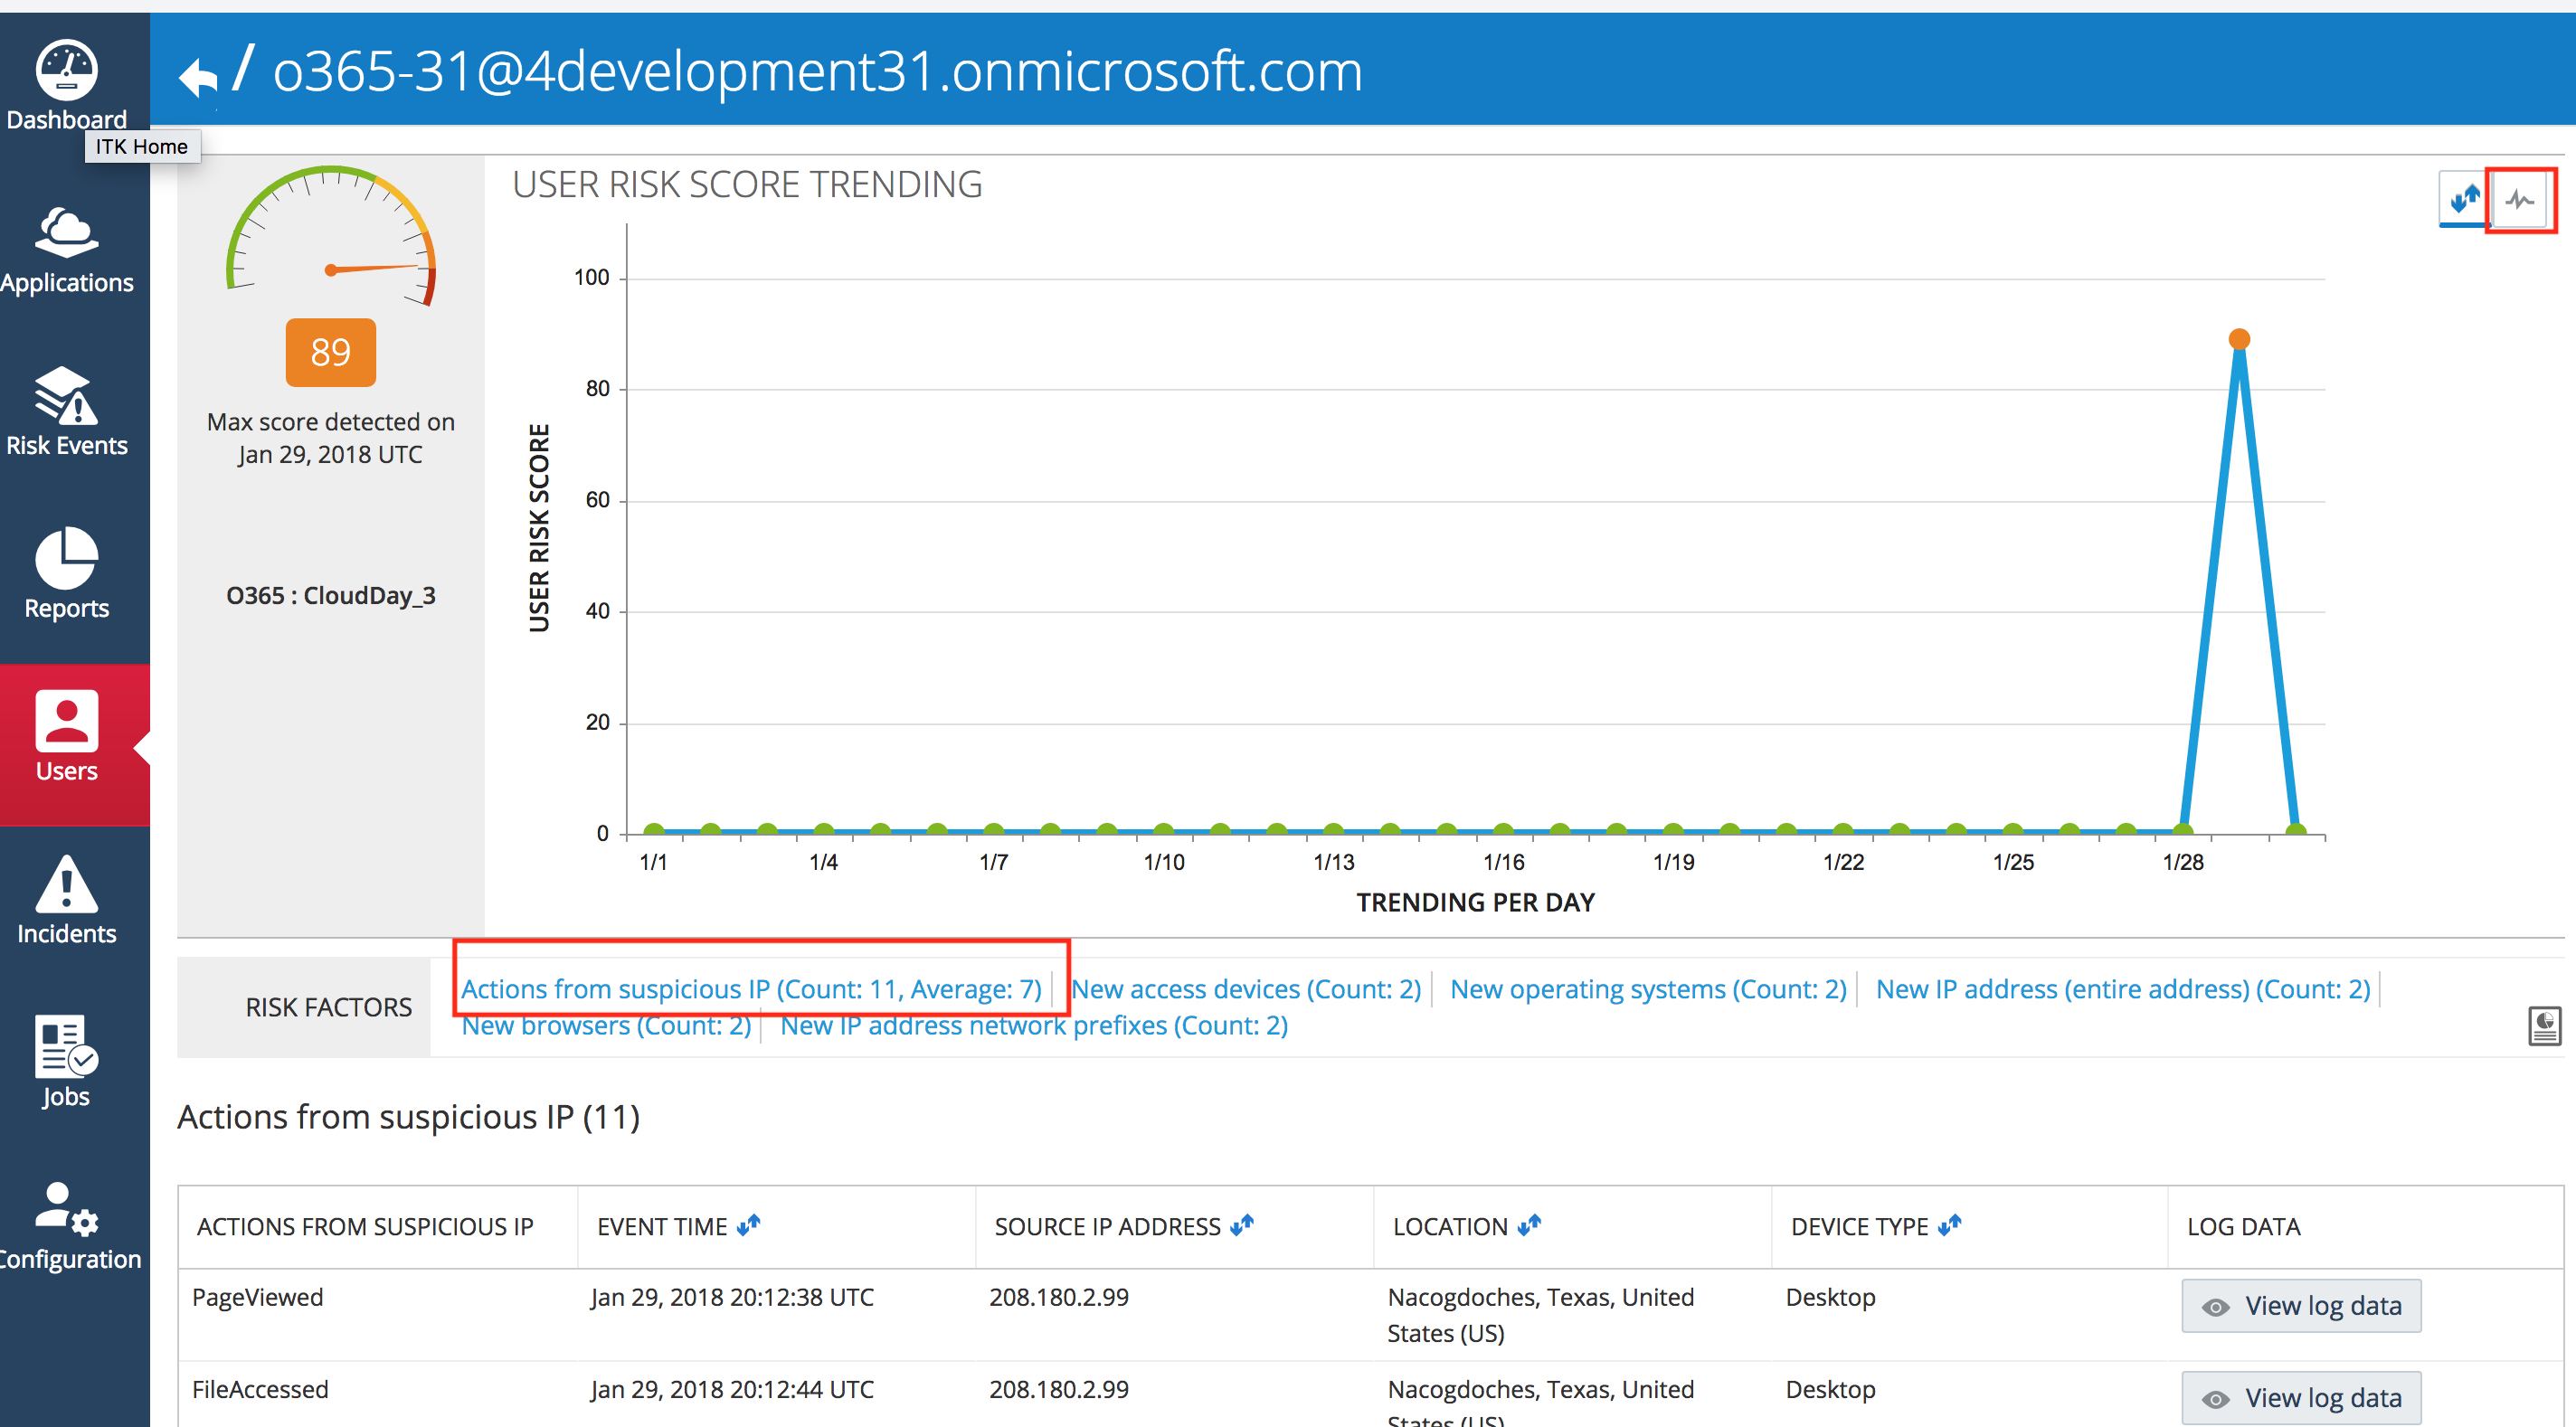 / o365-31@4development31.onmicrosoft.com
Dashboard
ITK Home
Applications
Risk Events
Reports
Users
Incidents
Jobs
Configuration
89
Max score detected on
Jan 29, 2018 UTC
O365 : CloudDay_3
USER RISK SCORE TRENDING
USER RISK SCORE
100
80
60
40
20
0
1/1 1/4 1/7 1/10 1/13 1/16 1/19 1/22 1/25 1/28
TRENDING PER DAY
RISK FACTORS
Actions from suspicious IP (Count: 11, Average: 7) New access devices (Count: 2) New operating systems (Count: 2) New IP address (entire address) (Count: 2)
New browsers (Count: 2) New IP address network prefixes (Count: 2)
Actions from suspicious IP (11)
ACTIONS FROM SUSPICIOUS IP EVENT TIME SOURCE IP ADDRESS LOCATION DEVICE TYPE LOG DATA
PageViewed Jan 29, 2018 20:12:38 UTC 208.180.2.99 Nacogdoches, Texas, United Desktop View log data
States (US)
FileAccessed Jan 29, 2018 20:12:44 UTC 208.180.2.99 Nacogdoches, Texas, United Desktop View log data
States (US)